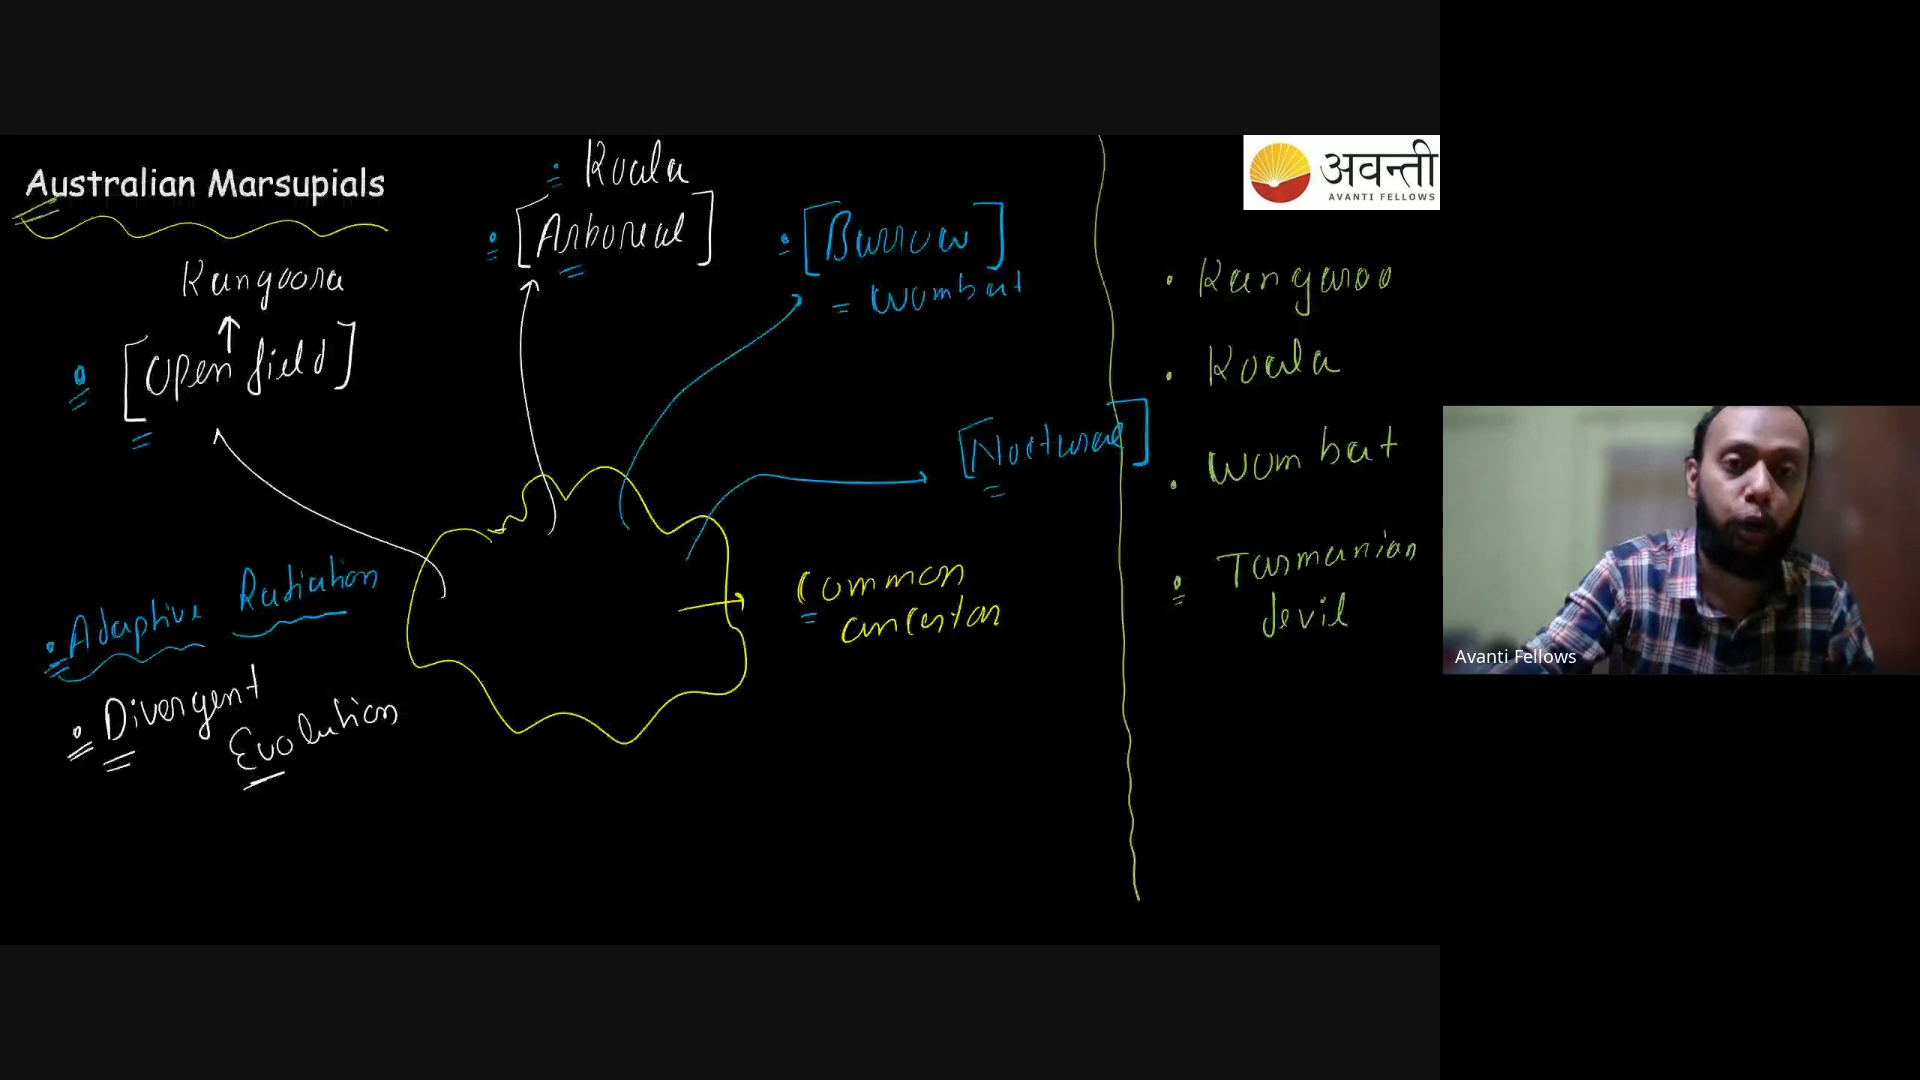 Australian Marsupials
Kangoora
[Open field]
Koala
[Arboreal]
[Burrow]
= Wombat
[Nocturnal]
Common
ancestor
Adaptive Radiation
Divergent
Evolution
अवन्ती
AVANTI FELLOWS
Kangaroo
Koala
Wombat
Tasmanian
devil
Avanti Fellows